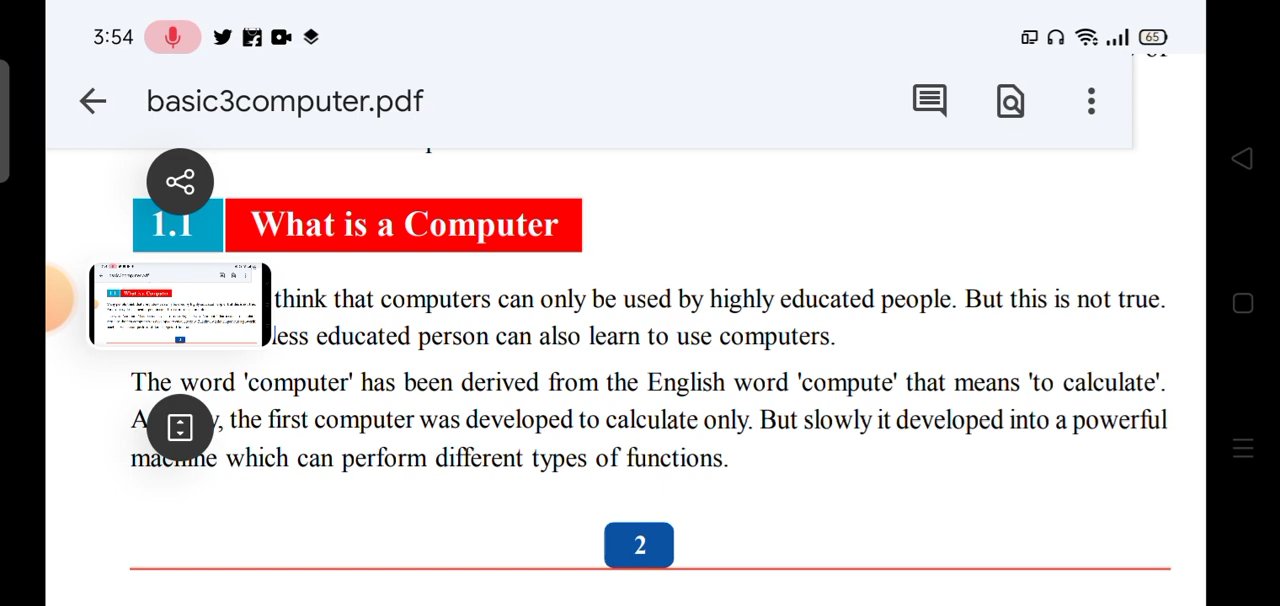 3:54
65
basic3computer.pdf
1.1 What is a Computer
think that computers can only be used by highly educated people. But this is not true.
less educated person can also learn to use computers.
The word 'computer' has been derived from the English word 'compute' that means 'to calculate'.
the first computer was developed to calculate only. But slowly it developed into a powerful
machine which can perform different types of functions.
2